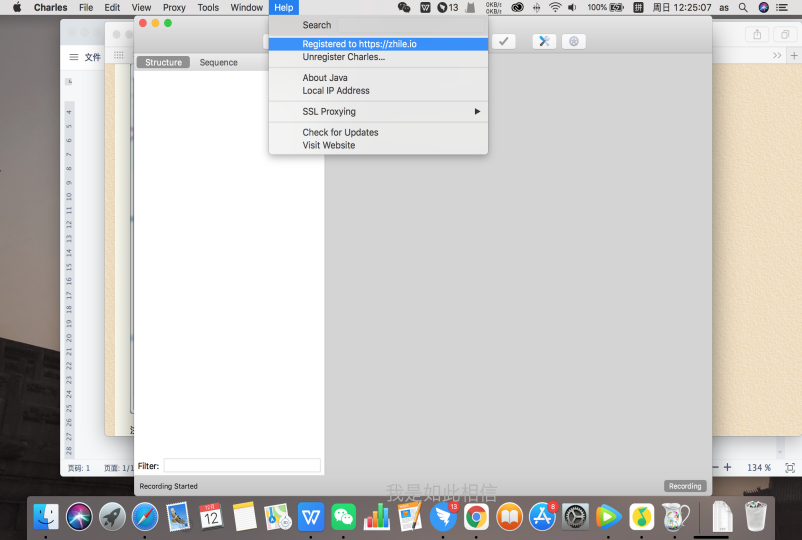 Charles File Edit View Proxy Tools Window Help 13 0KB/t 0KB/t 100% 拼 周日 12:25:07 as
Search
Registered to https://zhile.io
Unregister Charles...
About Java
Local IP Address
SSL Proxying
Check for Updates
Visit Website
文件
Structure Sequence
4
5
6
7
8
9
10
11
12
13
14
15
16
17
18
19
20
21
22
23
24
25
26
27
28
Filter:
页码: 1 页面: 1/1
134 %
Recording Started
Recording
我是如此相信
12月
12
13
8